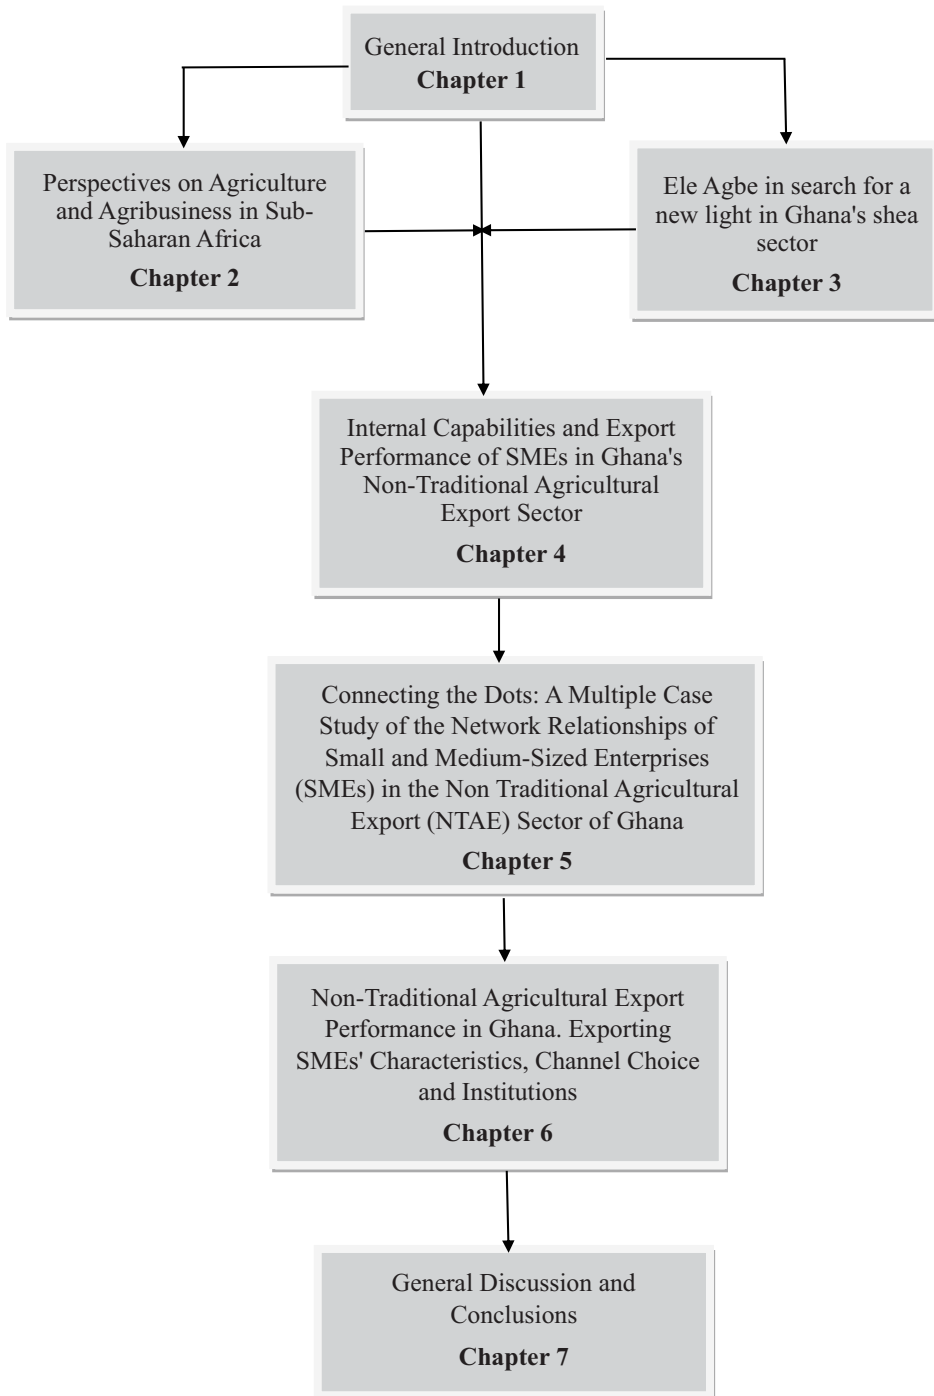 General Introduction
Chapter 1
Perspectives on Agriculture
and Agribusiness in Sub-
Saharan Africa
Chapter 2
Ele Agbe in search for a
new light in Ghana's shea
sector
Chapter 3
Internal Capabilities and Export
Performance of SMEs in Ghana's
Non-Traditional Agricultural
Export Sector
Chapter 4
Connecting the Dots: A Multiple Case
Study of the Network Relationships of
Small and Medium-Sized Enterprises
(SMEs) in the Non Traditional Agricultural
Export (NTAE) Sector of Ghana
Chapter 5
Non-Traditional Agricultural Export
Performance in Ghana. Exporting
SMEs' Characteristics, Channel Choice
and Institutions
Chapter 6
General Discussion and
Conclusions
Chapter 7